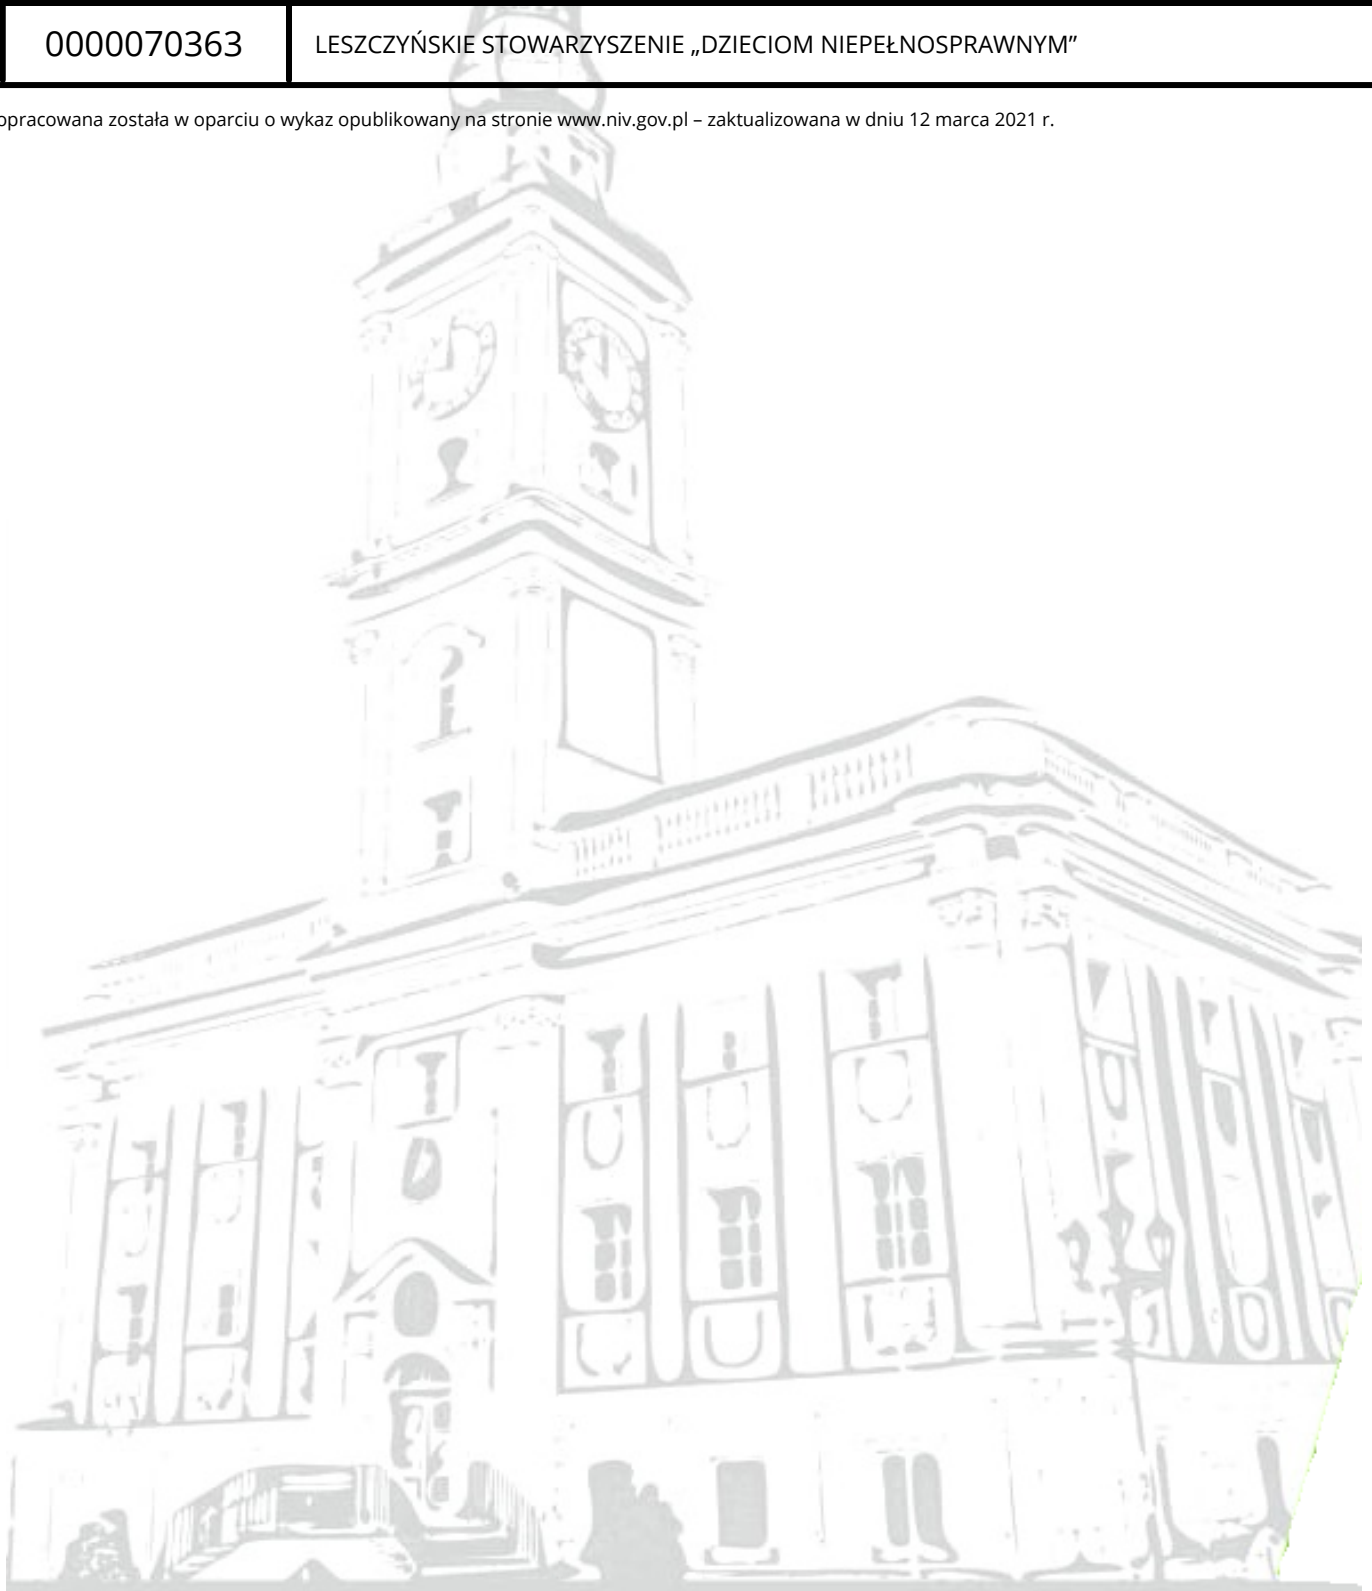 0000070363 LESZCZYŃSKIE STOWARZYSZENIE „DZIECIOM NIEPEŁNOSPRAWNYM”
opracowana została w oparciu o wykaz opublikowany na stronie www.niv.gov.pl – zaktualizowana w dniu 12 marca 2021 r.